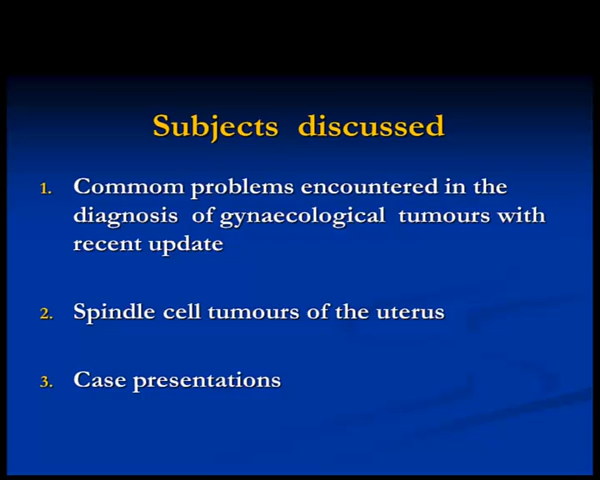 Subjects discussed
1. Commom problems encountered in the
diagnosis of gynaecological tumours with
recent update
2. Spindle cell tumours of the uterus
3. Case presentations